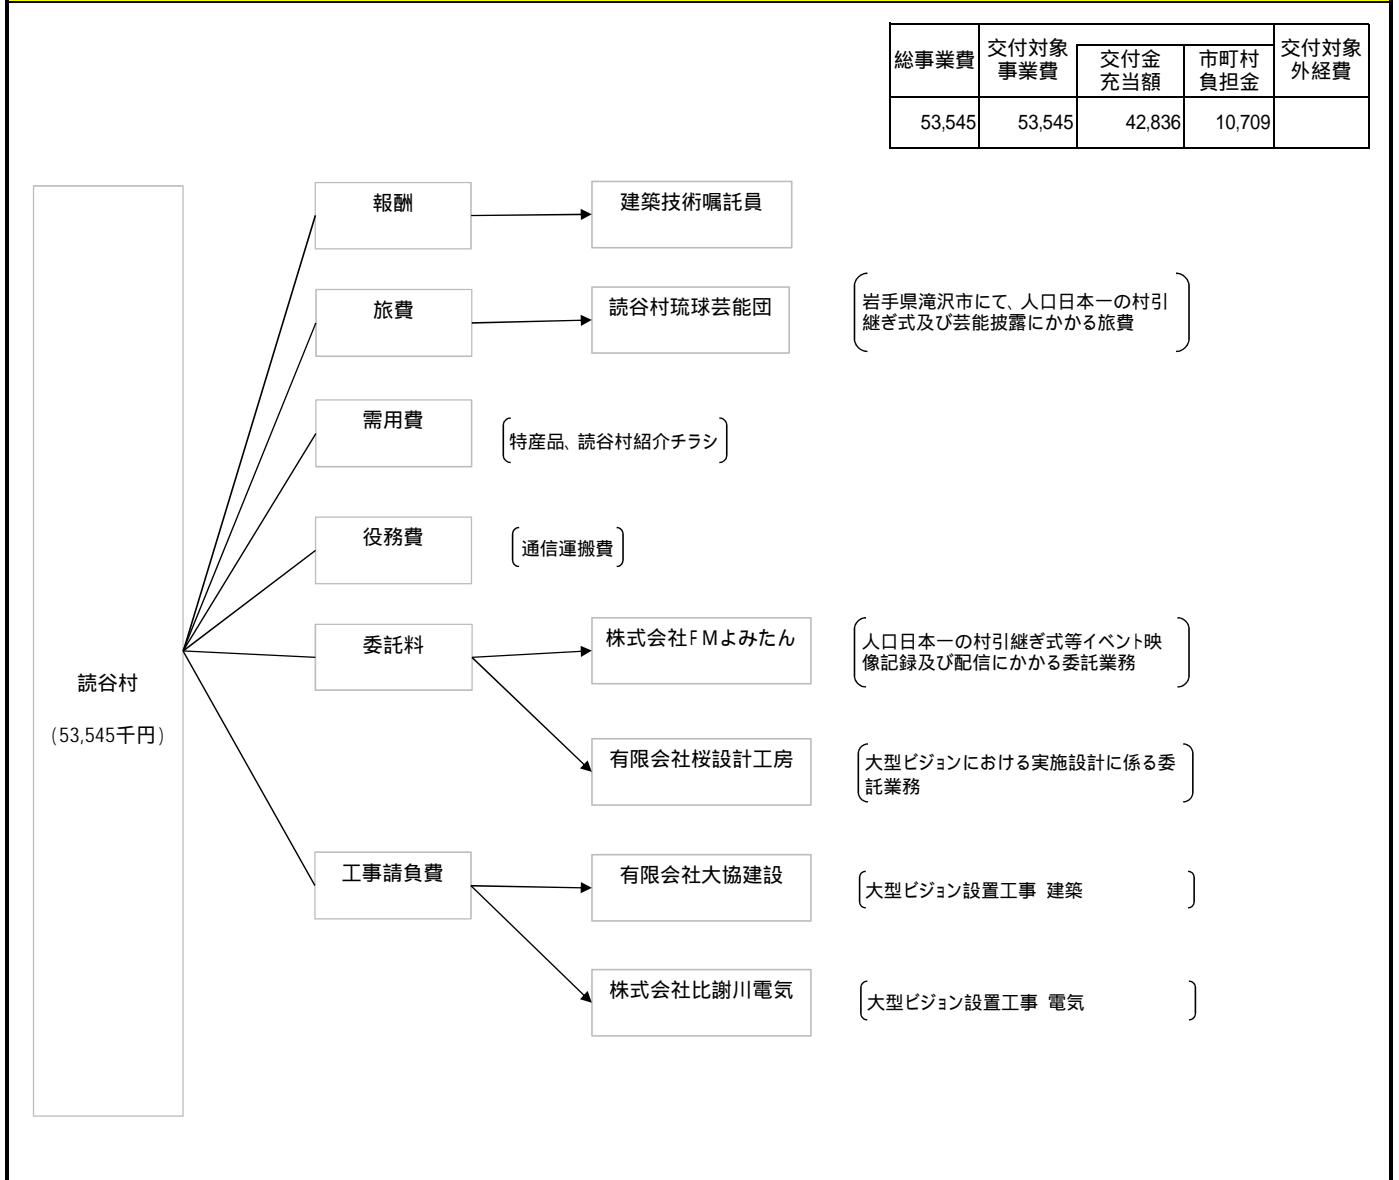 総事業費
交付対象
事業費
交付金
充当額
市町村
負担金
交付対象
外経費
53,545
53,545
42,836
10,709
報酬
建築技術嘱託員
旅費
読谷村琉球芸能団
岩手県滝沢市にて、人口日本一の村引
継ぎ式及び芸能披露にかかる旅費
需用費
特産品、読谷村紹介チラシ
役務費
通信運搬費
委託料
株式会社FMよみたん
人口日本一の村引継ぎ式等イベント映
像記録及び配信にかかる委託業務
読谷村
(53,545千円)
有限会社桜設計工房
大型ビジョンにおける実施設計に係る委
託業務
工事請負費
有限会社大協建設
大型ビジョン設置工事 建築
株式会社比謝川電気
大型ビジョン設置工事 電気